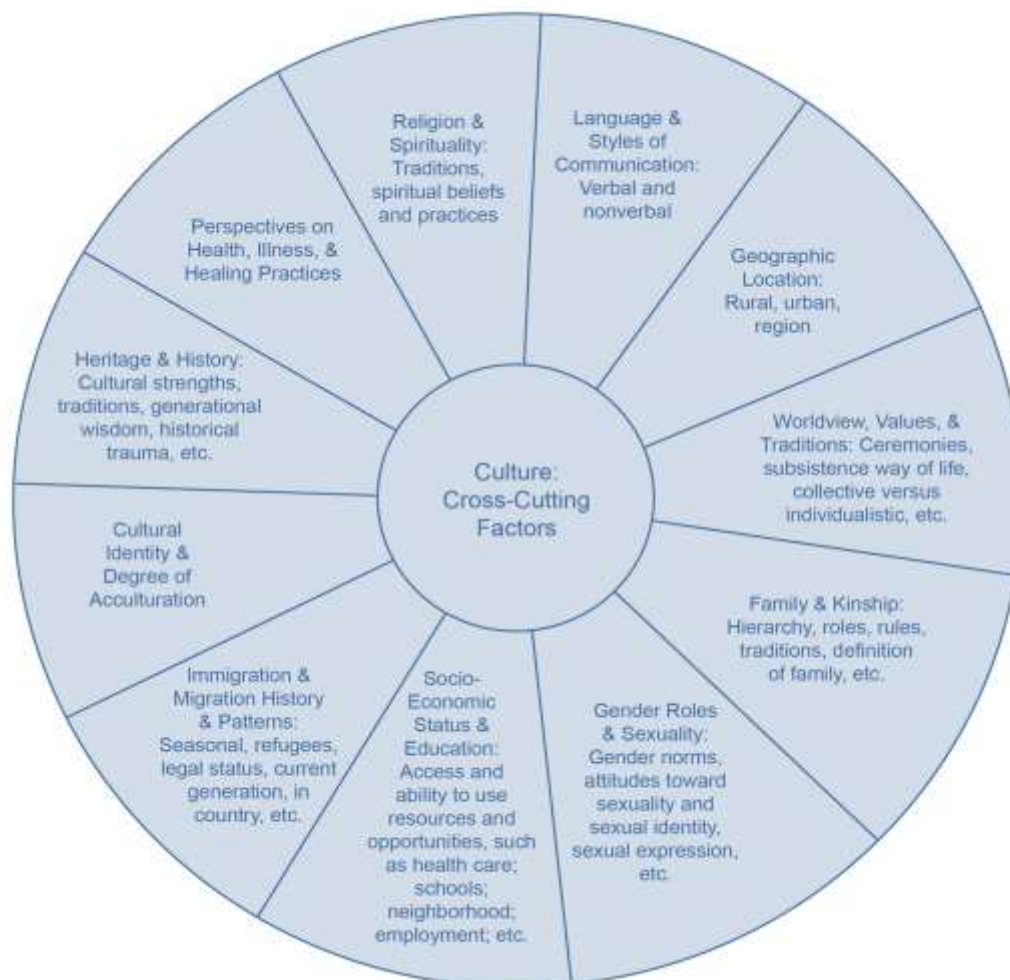 Culture:
Cross-Cutting
Factors
Language &
Styles of
Communication:
Verbal and
nonverbal
Geographic
Location:
Rural, urban,
region
Worldview, Values, &
Traditions: Ceremonies,
subsistence way of life,
collective versus
individualistic, etc.
Family & Kinship:
Hierarchy, roles, rules,
traditions, definition
of family, etc.
Gender Roles
& Sexuality:
Gender norms,
attitudes toward
sexuality and
sexual identity,
sexual expression,
etc.
Socio-
Economic
Status &
Education:
Access and
ability to use
resources and
opportunities, such
as health care;
schools;
neighborhood;
employment; etc.
Immigration &
Migration History
& Patterns:
Seasonal, refugees,
legal status, current
generation, in
country, etc.
Cultural
Identity &
Degree of
Acculturation
Heritage & History:
Cultural strengths,
traditions, generational
wisdom, historical
trauma, etc.
Perspectives on
Health, Illness, &
Healing Practices
Religion &
Spirituality:
Traditions,
spiritual beliefs
and practices